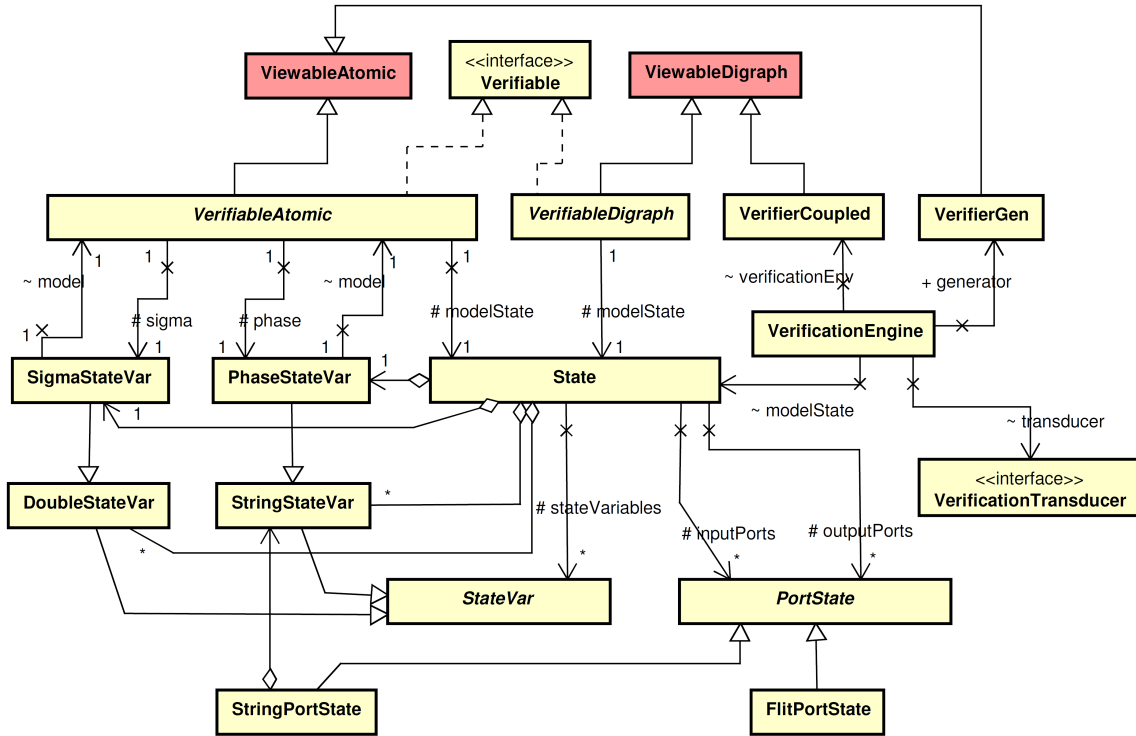 <<interface>>
ViewableAtomic
Verifiable
ViewableDigraph
VerifiableAtomic
VerifiableDigraph
VerifierCoupled
VerifierGen
1
1
1
1
1
1
~ model
~ model
~ verificationEnv
+ generator
# sigma
# phase
# modelState
# modelState
VerificationEngine
1
1
1
1
1
1
SigmaStateVar
PhaseStateVar
1
State
1
~ modelState
~ transducer
<<interface>>
VerificationTransducer
DoubleStateVar
StringStateVar
*
# stateVariables
# inputPorts
# outputPorts
*
*
*
*
StateVar
PortState
StringPortState
FlitPortState